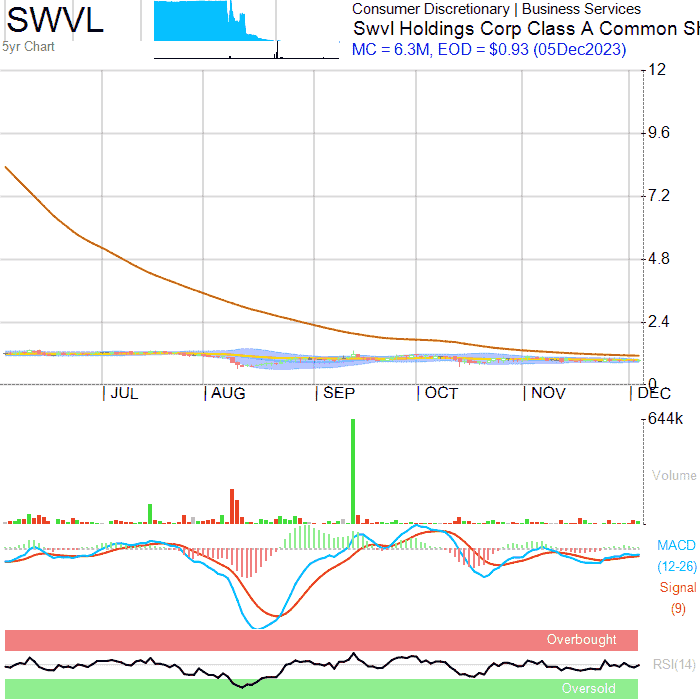 SWVL
5yr Chart
Consumer Discretionary | Business Services
Swvl Holdings Corp Class A Common Sh
MC = 6.3M, EOD = $0.93 (05Dec2023)
12
9.6
7.2
4.8
2.4
0
| JUL | AUG | SEP | OCT | NOV | DEC
644k
Volume
MACD
(12-26)
Signal
(9)
Overbought
RSI(14)
Oversold